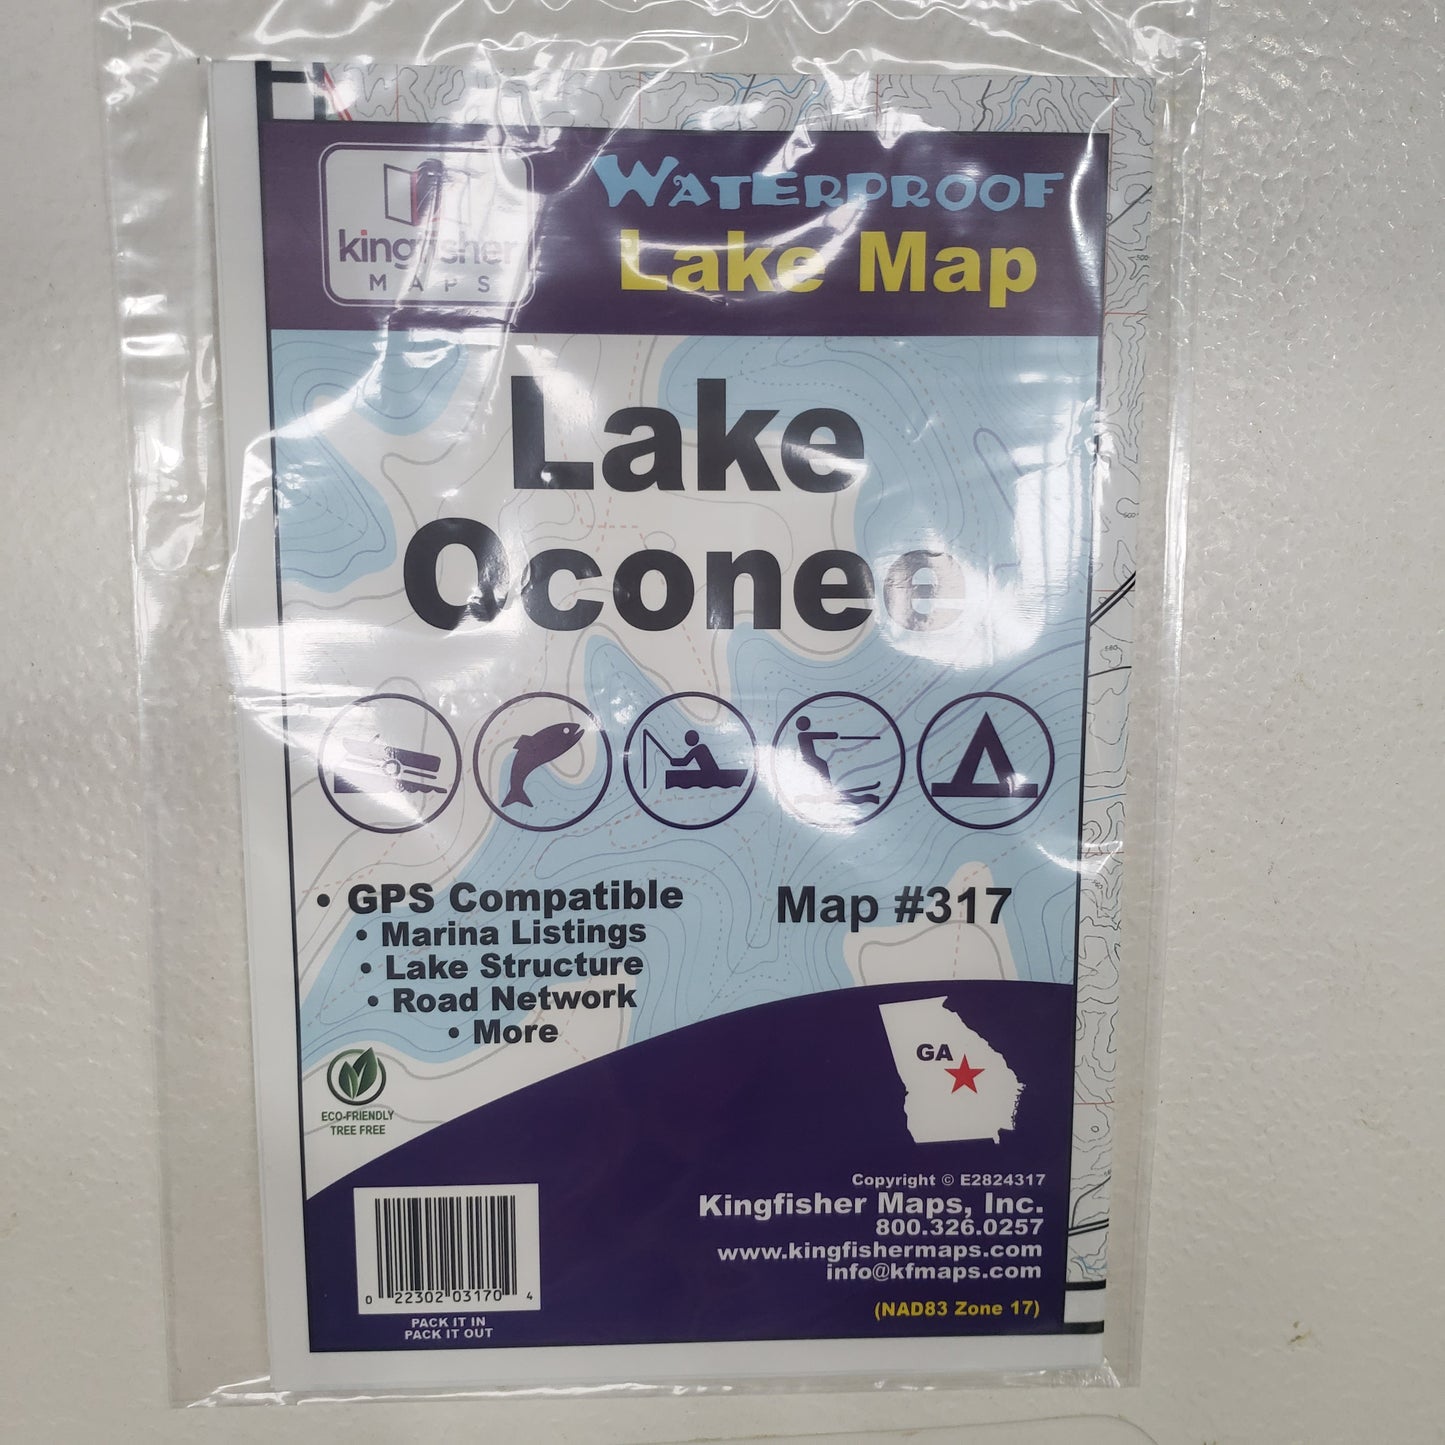 kingfisher
MAPS
WATERPROOF
Lake Map
Lake
Oconee
• GPS Compatible
• Marina Listings
• Lake Structure
• Road Network
• More
Map #317
ECO-FRIENDLY
TREE FREE
GA
Copyright © E2824317
Kingfisher Maps, Inc.
800.326.0257
www.kingfishermaps.com
info@kfmaps.com
(NAD83 Zone 17)
0 22302 03170 4
PACK IT IN
PACK IT OUT